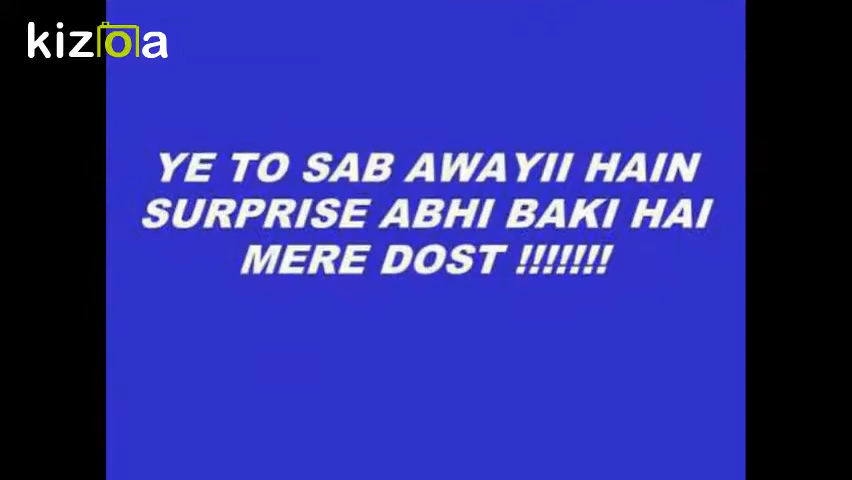 kizoa
YE TO SAB AWAYII HAIN
SURPRISE ABHI BAKI HAI
MERE DOST !!!!!!!